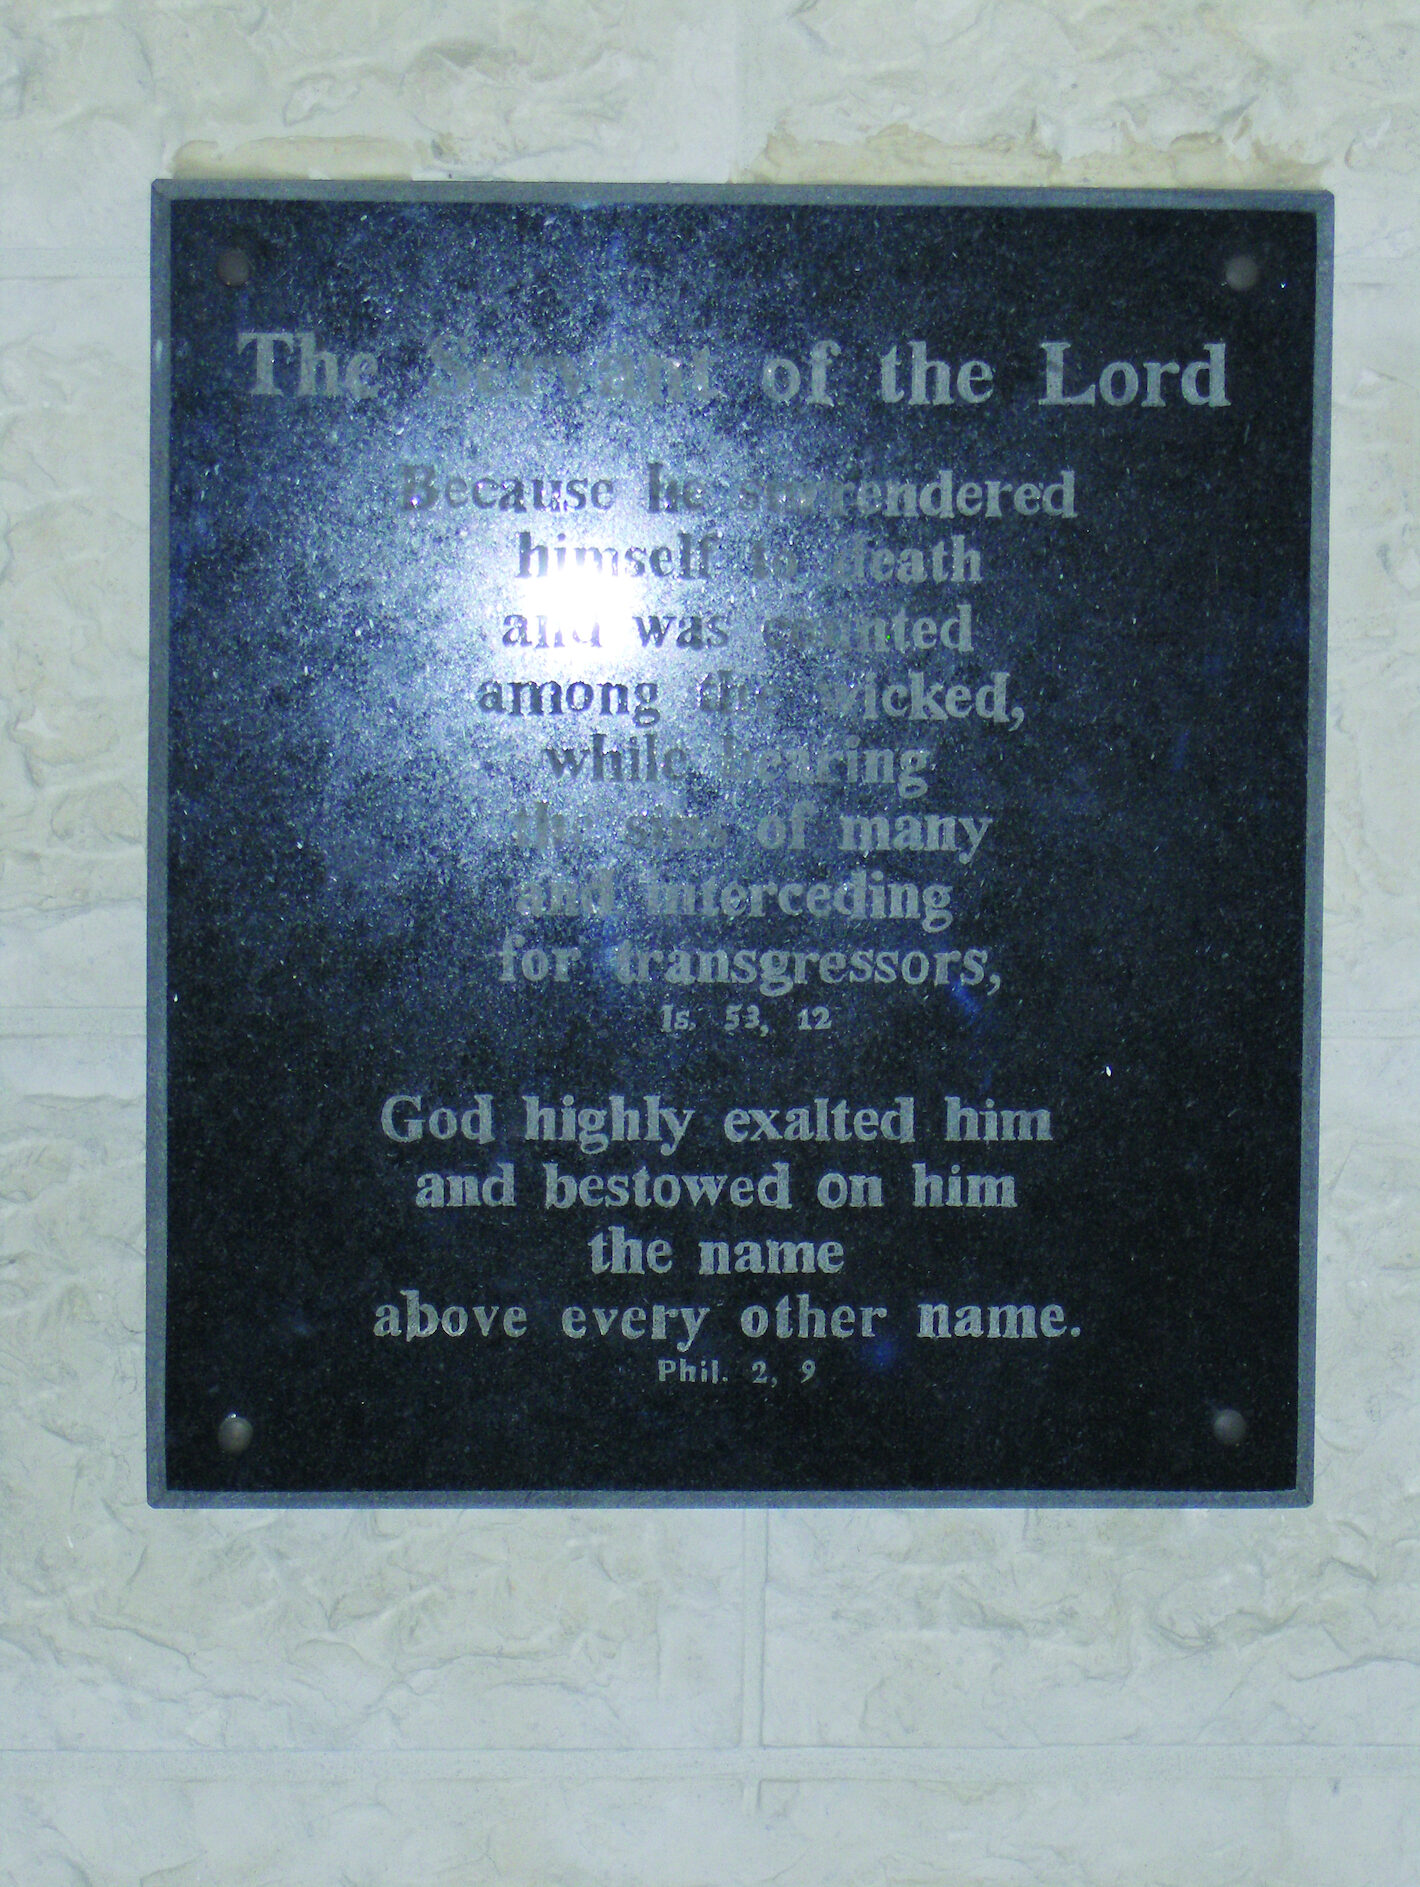 The Servant of the Lord
Because he surrendered
himself to death
and was counted
among the wicked,
while bearing
the sins of many
and interceding
for transgressors,
Is. 53, 12
God highly exalted him
and bestowed on him
the name
above every other name.
Phil. 2, 9